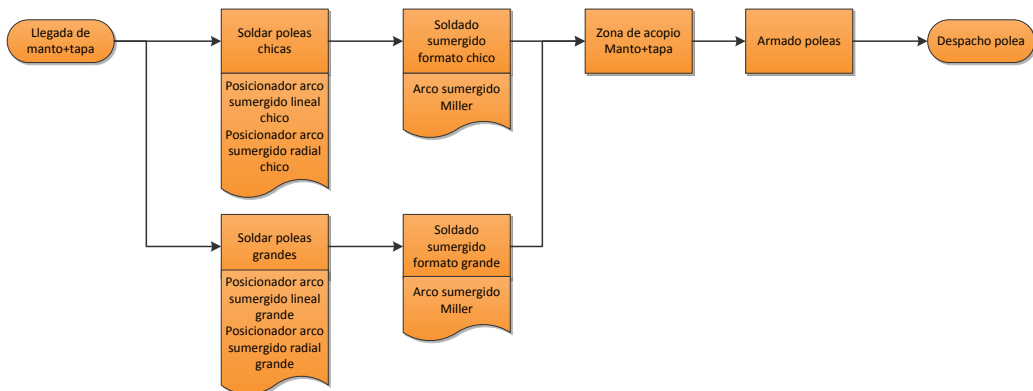 Llegada de
manto+tapa
Soldar poleas
chicas
Posicionador arco
sumergido lineal
chico
Posicionador arco
sumergido radial
chico
Soldado
sumergido
formato chico
Arco sumergido
Miller
Zona de acopio
Manto+tapa
Armado poleas
Despacho polea
Soldar poleas
grandes
Posicionador arco
sumergido lineal
grande
Posicionador arco
sumergido radial
grande
Soldado
sumergido
formato grande
Arco sumergido
Miller